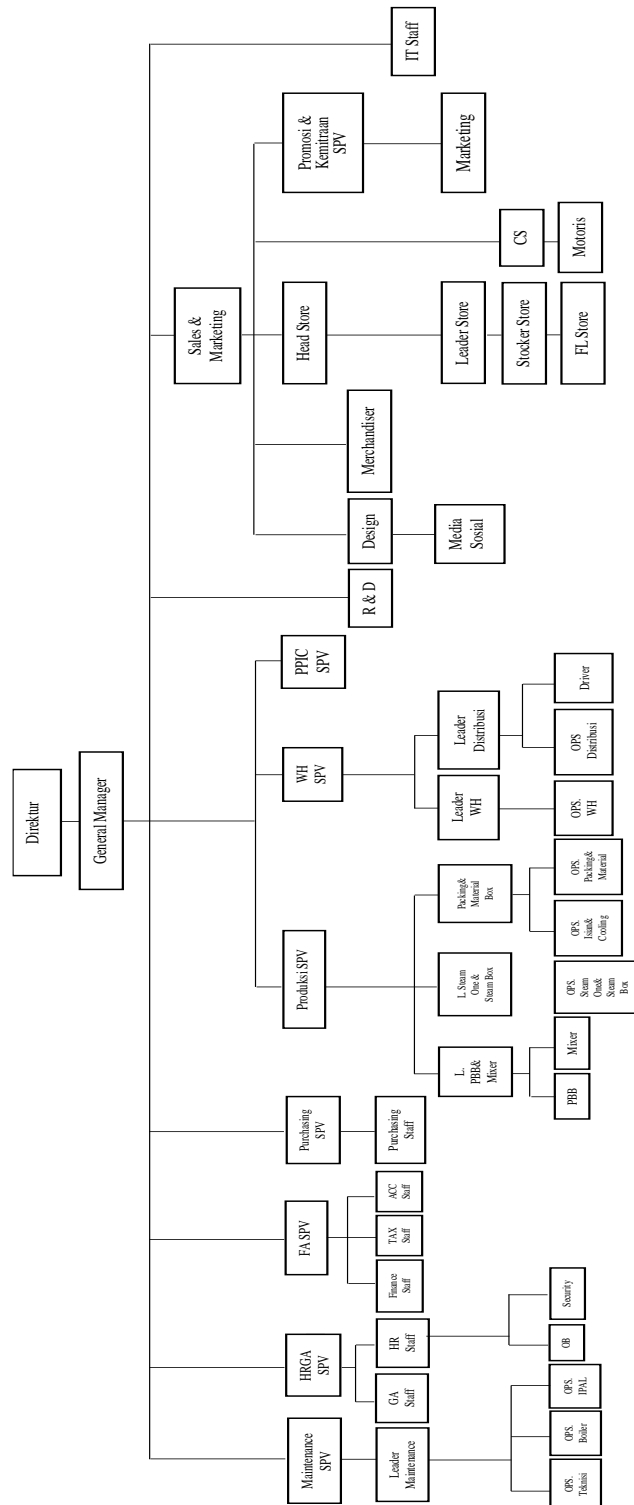 Direktur
General Manager
Maintenance
SPV
HRGA
SPV
FA SPV
Purchasing
SPV
Produksi SPV
WH
SPV
PPIC
SPV
R & D
Sales &
Marketing
IT Staff
Design
Merchandiser
Head Store
Promosi &
Kemitraan
SPV
Leader
Maintenance
GA
Staff
HR
Staff
Finance
Staff
TAX
Staff
ACC
Staff
Purchasing
Staff
L.
PBB&
Mixer
L. Steam
One &
Steam Box
Packing&
Material
Box
Leader
WH
Leader
Distribusi
Media
Sosial
Leader Store
CS
Marketing
OPS.
Teknisi
OPS.
Boiler
OPS.
IPAL
OB
Security
PBB
Mixer
OPS.
Steam
One&
Steam
Box
OPS.
Isian&
Cooling
OPS.
Packing&
Material
OPS.
WH
OPS
Distribusi
Driver
Stocker Store
Motoris
FL Store